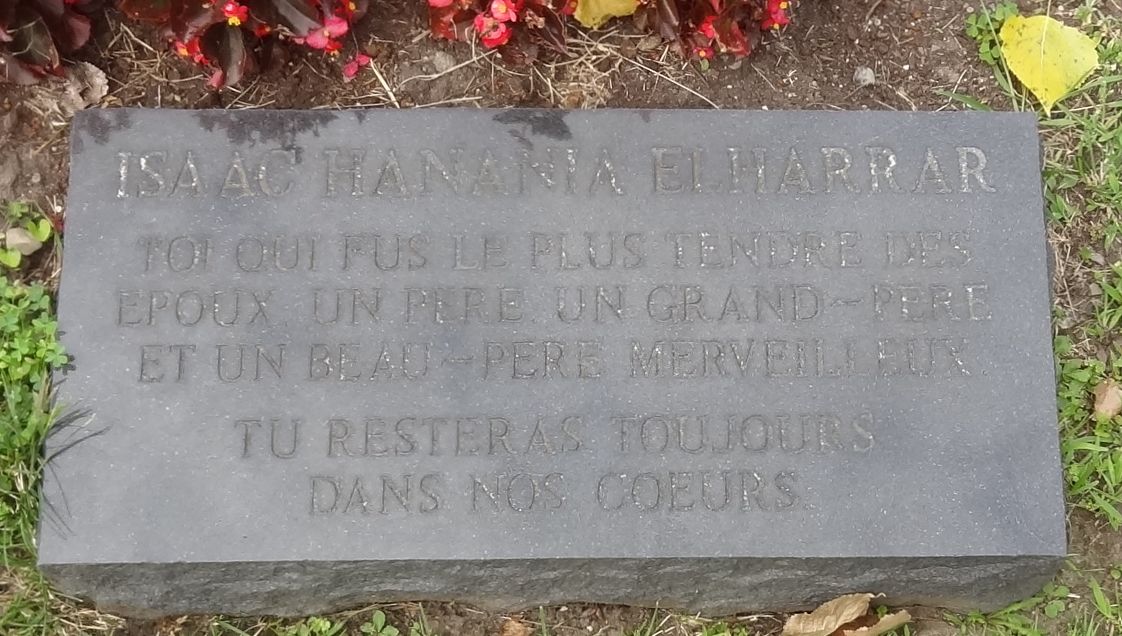 ISAAC HANANIA ELHARRAR
TOI QUI FUS LE PLUS TENDRE DES
EPOUX, UN PERE, UN GRAND-PERE
ET UN BEAU-PERE MERVEILLEUX.
TU RESTERAS TOUJOURS
DANS NOS COEURS.